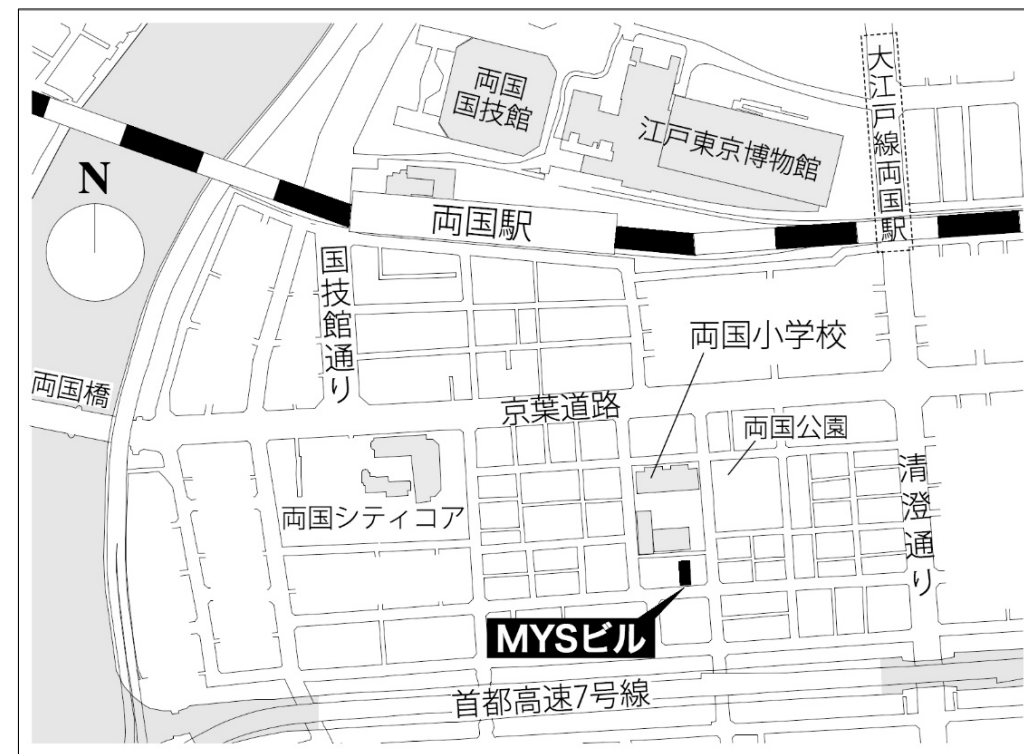 両国
国技館
江戸東京博物館
大江戸線両国駅
N
両国駅
国技館通り
両国小学校
両国橋
京葉道路
両国公園
清澄通り
両国シティコア
MYSビル
首都高速7号線